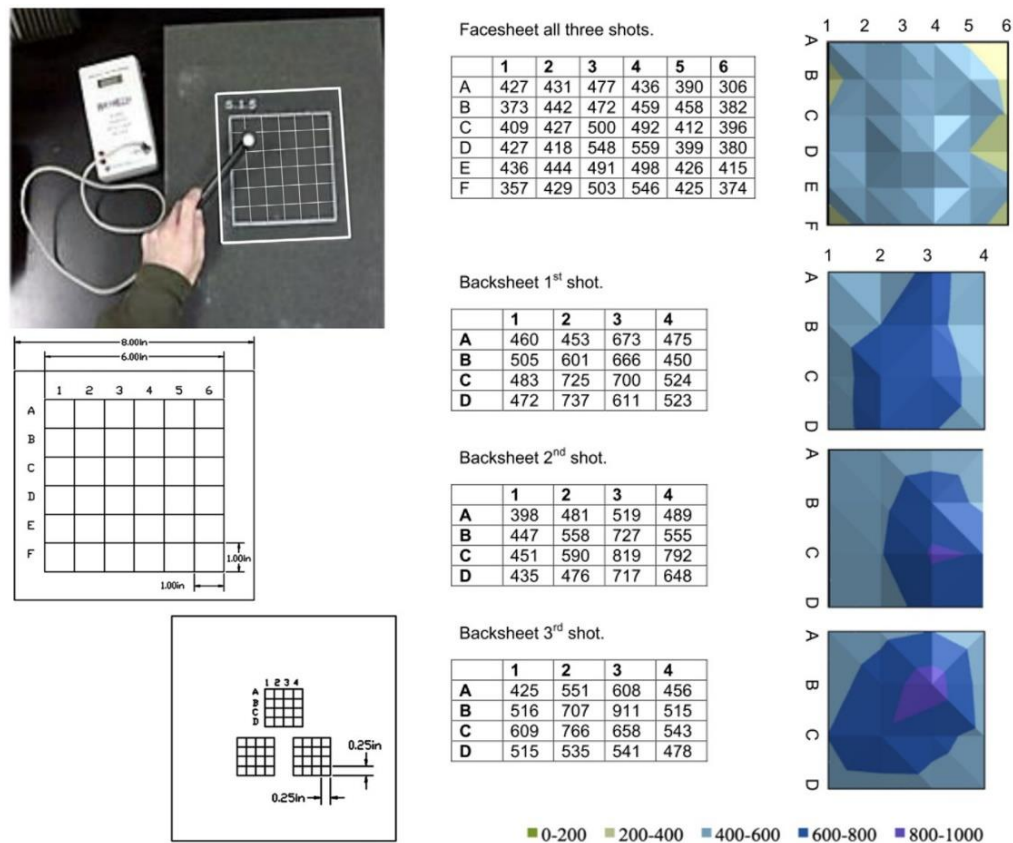 5.1.5
8.00in
6.00in
1 2 3 4 5 6
A
B
C
D
E
F
1.00in
1.00in
1 2 3 4
A
B
C
D
0.25in
0.25in
Facesheet all three shots.
1 2 3 4 5 6
A 427 431 477 436 390 306
B 373 442 472 459 458 382
C 409 427 500 492 412 396
D 427 418 548 559 399 380
E 436 444 491 498 426 415
F 357 429 503 546 425 374
1 2 3 4 5 6
A
B
C
D
E
F
Backsheet 1st shot.
1 2 3 4
A 460 453 673 475
B 505 601 666 450
C 483 725 700 524
D 472 737 611 523
1 2 3 4
A
B
C
D
Backsheet 2nd shot.
1 2 3 4
A 398 481 519 489
B 447 558 727 555
C 451 590 819 792
D 435 476 717 648
A
B
C
D
Backsheet 3rd shot.
1 2 3 4
A 425 551 608 456
B 516 707 911 515
C 609 766 658 543
D 515 535 541 478
A
B
C
D
0-200 200-400 400-600 600-800 800-1000